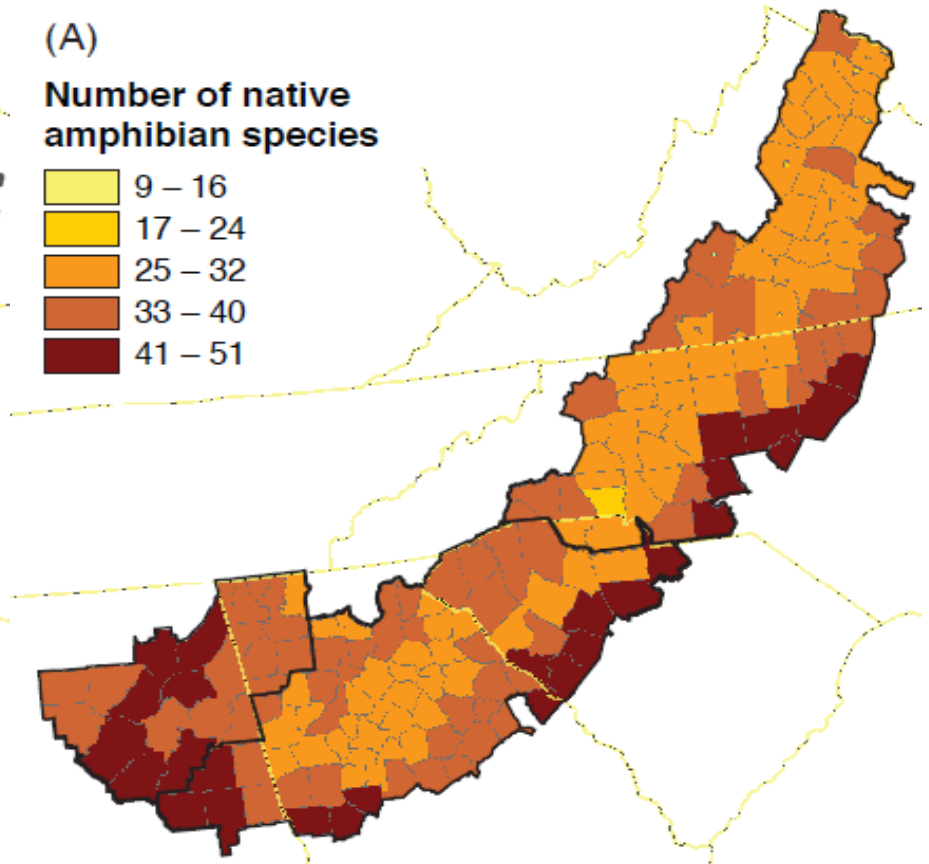 (A)
Number of native
amphibian species
9 – 16
17 – 24
25 – 32
33 – 40
41 – 51